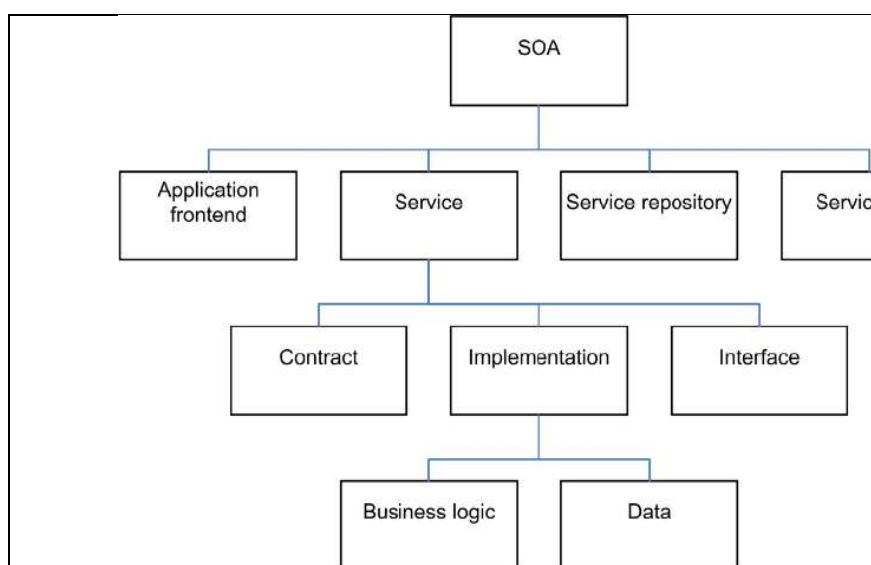 SOA
Application
frontend
Service
Service repository
Contract
Implementation
Interface
Business logic
Data